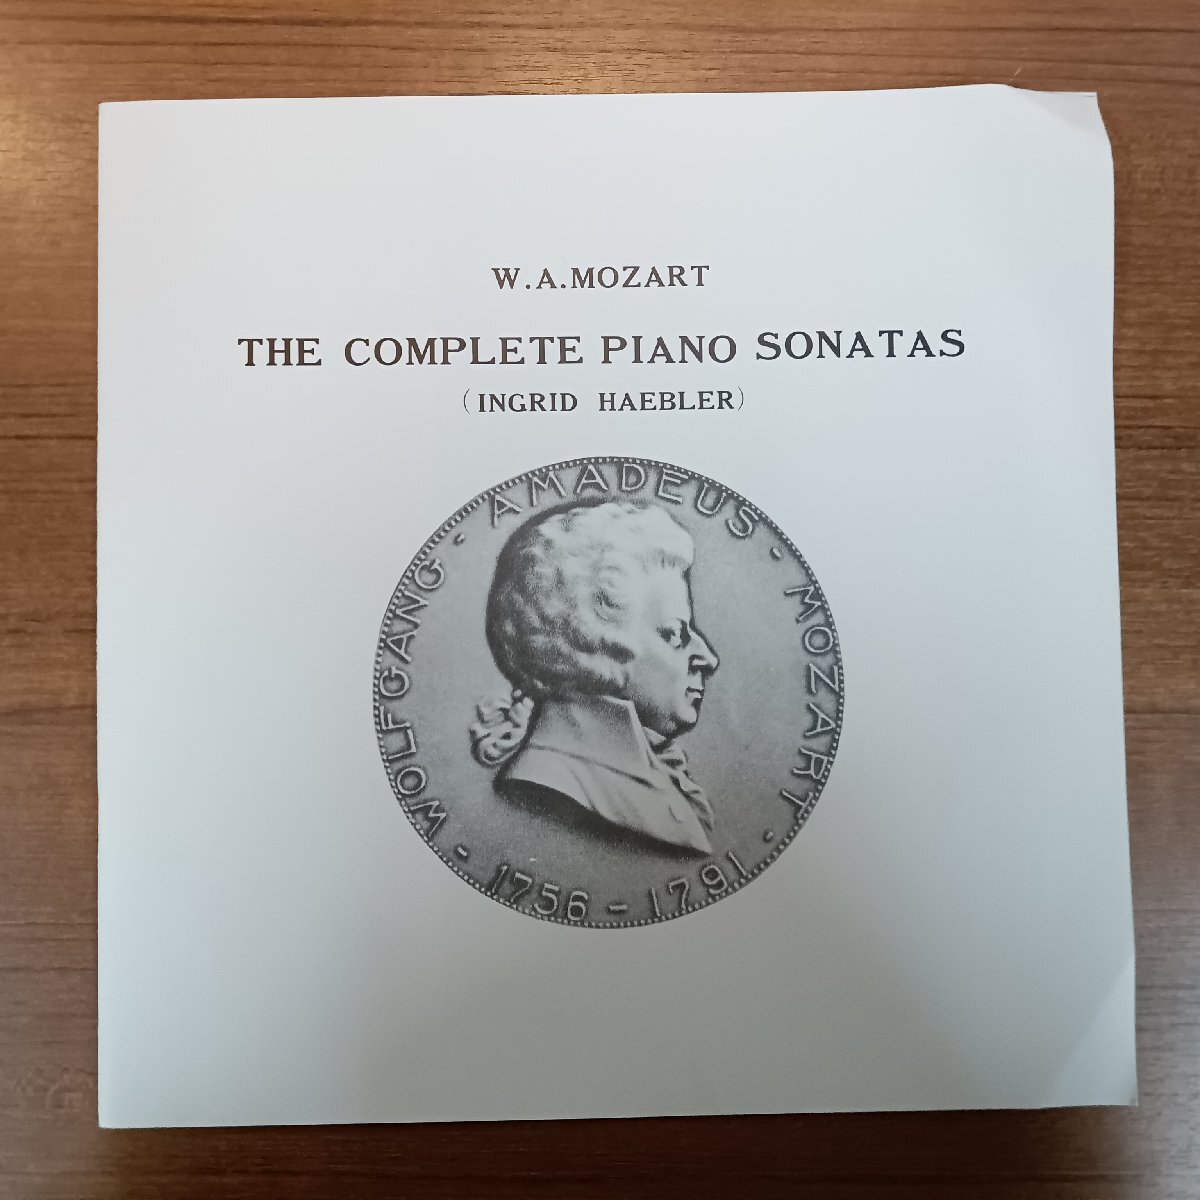 W.A.MOZART
THE COMPLETE PIANO SONATAS
(INGRID HAEBLER)
WOLFGANG · AMADEUS · MOZART ·
1756 – 1791